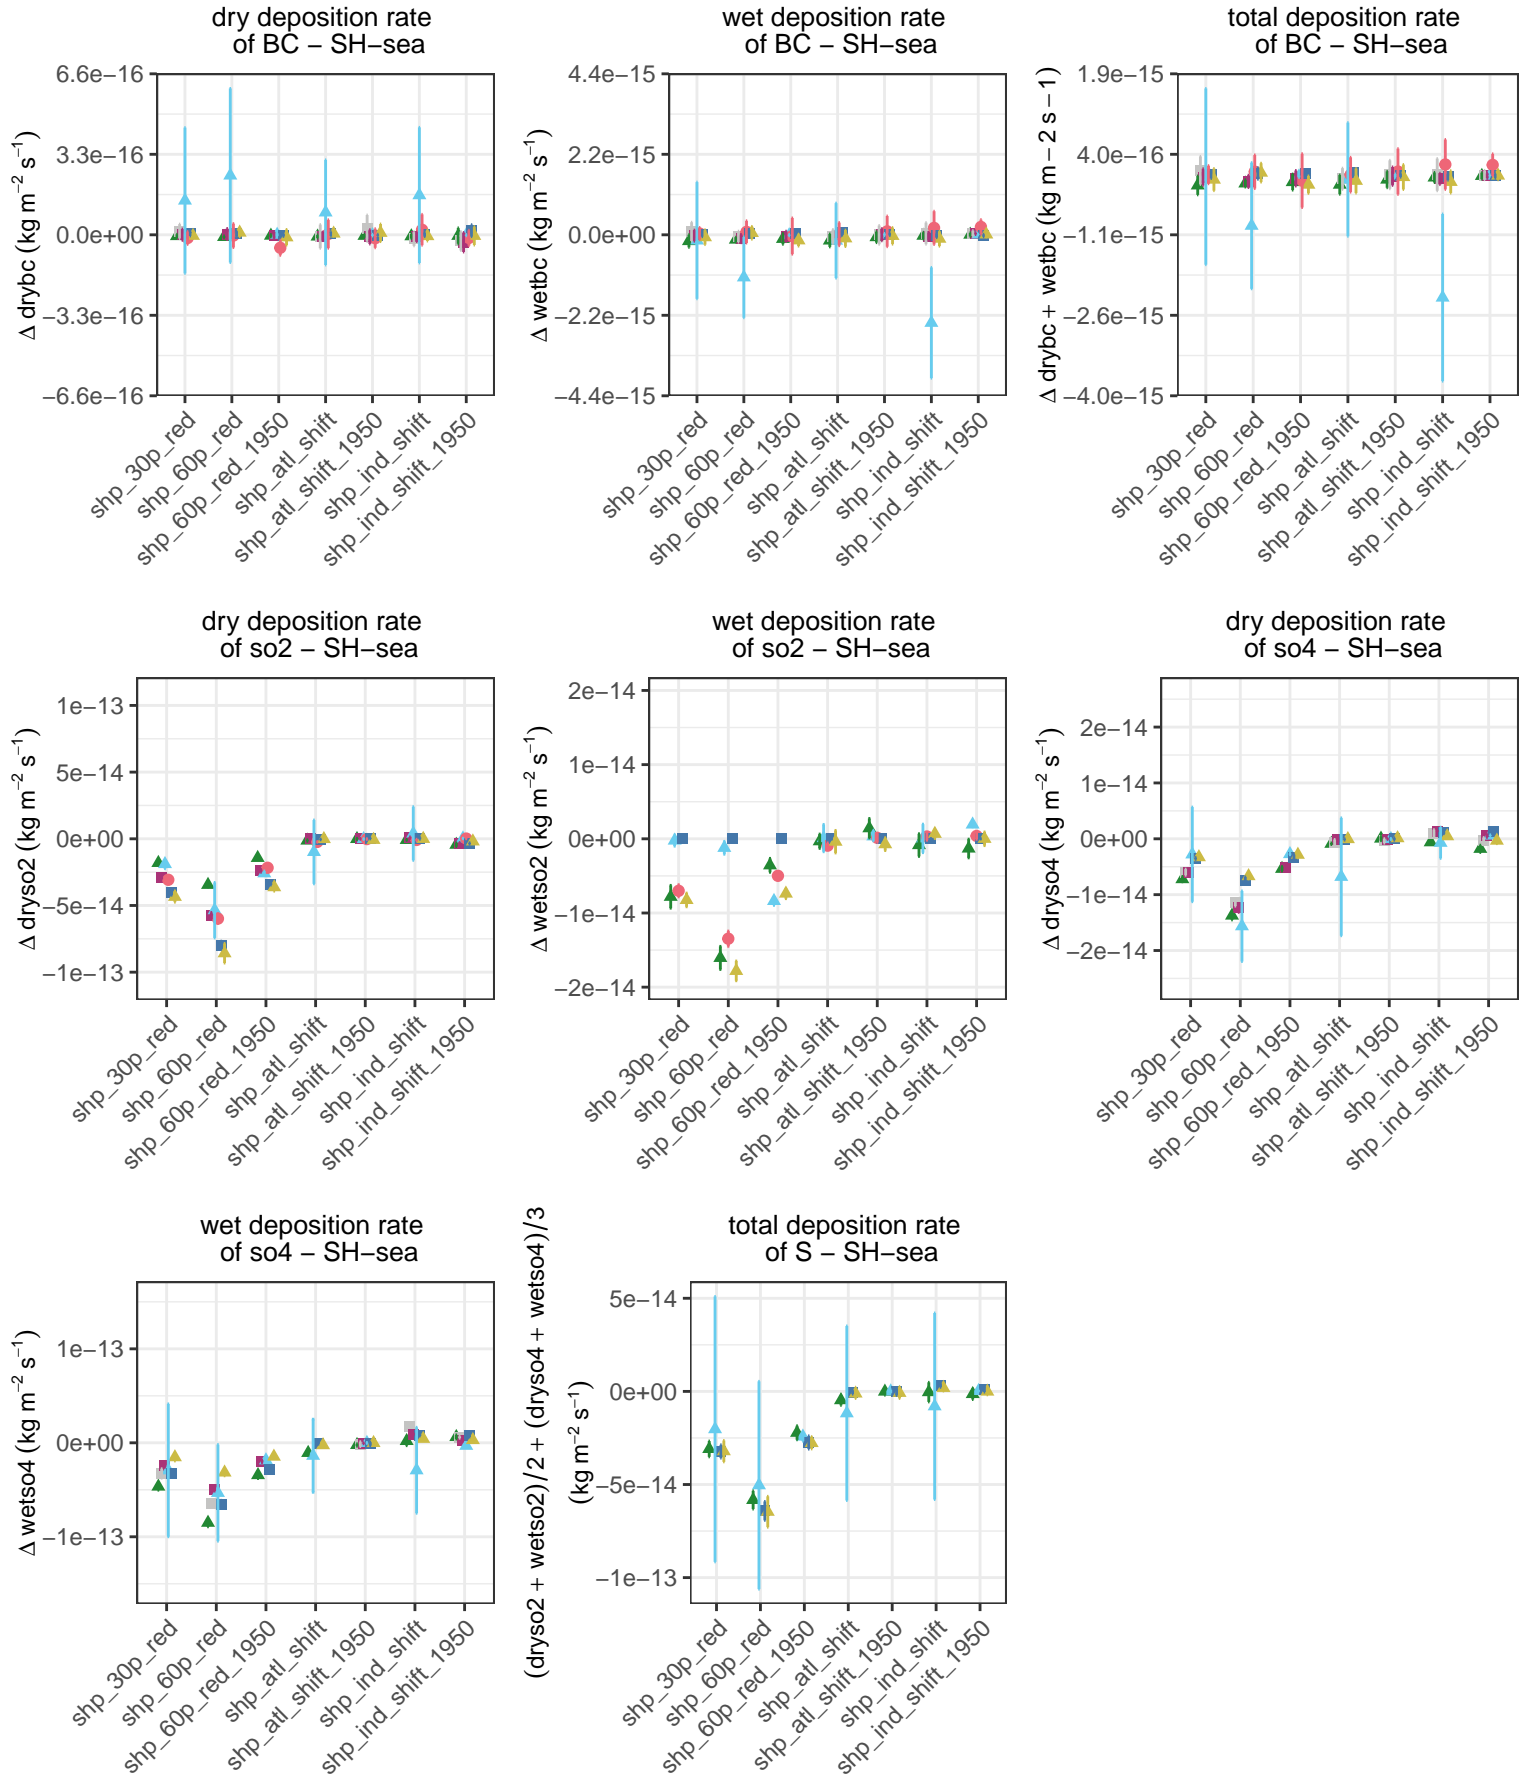 dry deposition rate
of BC − SH−sea
Δ drybc (kg m−2 s−1)
6.6e−16
3.3e−16
0.0e+00
−3.3e−16
−6.6e−16
shp_30p_red
shp_60p_red
shp_60p_red_1950
shp_atl_shift
shp_atl_shift_1950
shp_ind_shift
shp_ind_shift_1950
wet deposition rate
of BC − SH−sea
Δ wetbc (kg m−2 s−1)
4.4e−15
2.2e−15
0.0e+00
−2.2e−15
−4.4e−15
shp_30p_red
shp_60p_red
shp_60p_red_1950
shp_atl_shift
shp_atl_shift_1950
shp_ind_shift
shp_ind_shift_1950
total deposition rate
of BC − SH−sea
Δ drybc + wetbc (kg m − 2 s − 1)
1.9e−15
4.0e−16
−1.1e−15
−2.6e−15
−4.0e−15
shp_30p_red
shp_60p_red
shp_60p_red_1950
shp_atl_shift
shp_atl_shift_1950
shp_ind_shift
shp_ind_shift_1950
dry deposition rate
of so2 − SH−sea
Δ dryso2 (kg m−2 s−1)
1e−13
5e−14
0e+00
−5e−14
−1e−13
shp_30p_red
shp_60p_red
shp_60p_red_1950
shp_atl_shift
shp_atl_shift_1950
shp_ind_shift
shp_ind_shift_1950
wet deposition rate
of so2 − SH−sea
Δ wetso2 (kg m−2 s−1)
2e−14
1e−14
0e+00
−1e−14
−2e−14
shp_30p_red
shp_60p_red
shp_60p_red_1950
shp_atl_shift
shp_atl_shift_1950
shp_ind_shift
shp_ind_shift_1950
dry deposition rate
of so4 − SH−sea
Δ dryso4 (kg m−2 s−1)
2e−14
1e−14
0e+00
−1e−14
−2e−14
shp_30p_red
shp_60p_red
shp_60p_red_1950
shp_atl_shift
shp_atl_shift_1950
shp_ind_shift
shp_ind_shift_1950
wet deposition rate
of so4 − SH−sea
Δ wetso4 (kg m−2 s−1)
1e−13
0e+00
−1e−13
shp_30p_red
shp_60p_red
shp_60p_red_1950
shp_atl_shift
shp_atl_shift_1950
shp_ind_shift
shp_ind_shift_1950
total deposition rate
of S − SH−sea
(dryso2 + wetso2)/2 + (dryso4 + wetso4)/3
(kg m−2 s−1)
5e−14
0e+00
−5e−14
−1e−13
shp_30p_red
shp_60p_red
shp_60p_red_1950
shp_atl_shift
shp_atl_shift_1950
shp_ind_shift
shp_ind_shift_1950